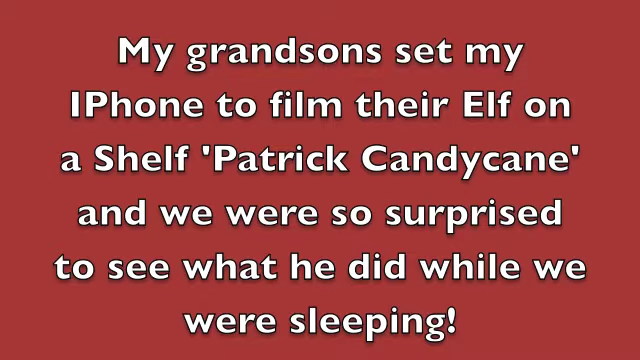 My grandsons set my
IPhone to film their Elf on
a Shelf 'Patrick Candycane'
and we were so surprised
to see what he did while we
were sleeping!